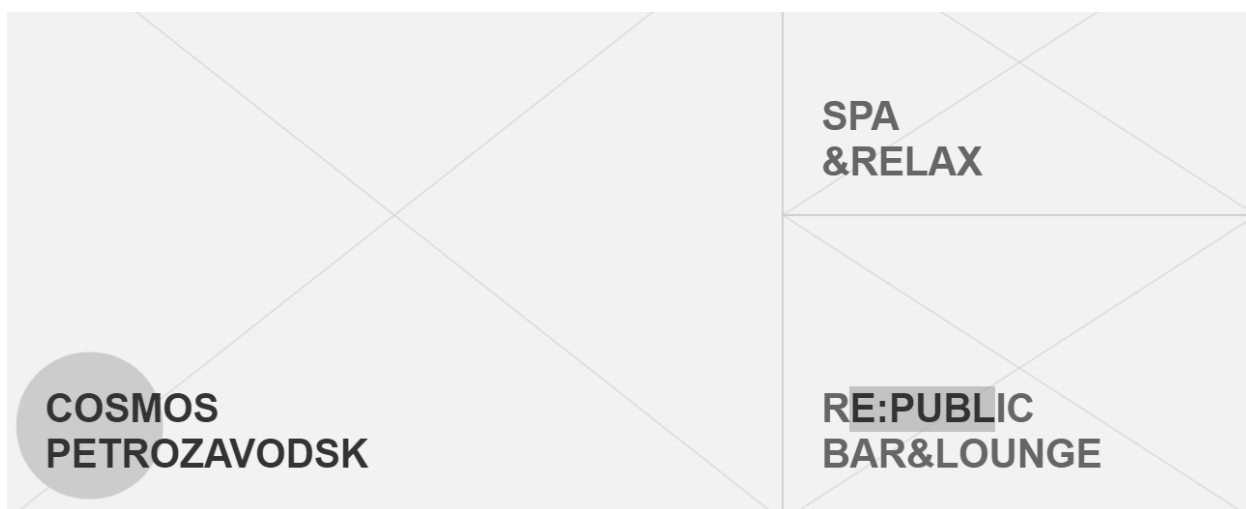 SPA
&RELAX
COSMOS
PETROZAVODSK
RE:PUBLIC
BAR&LOUNGE